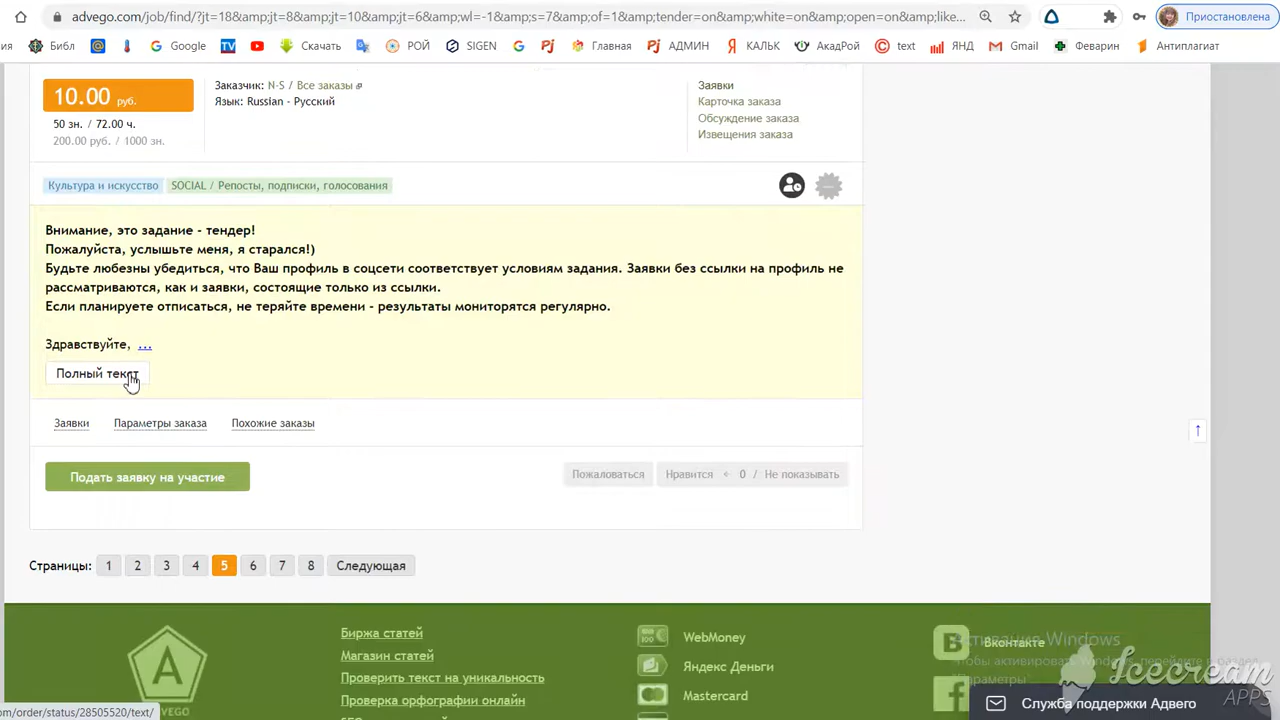 advego.com/job/find/?jt=18&amp;jt=8&amp;jt=10&amp;jt=6&amp;wl=-1&amp;s=7&amp;of=1&amp;tender=on&amp;white=on&amp;open=on&amp;like...
Приостановлена
ия Библ Google TV Скачать РОЙ SIGEN Главная АДМИН КАЛЬК АкадРой text ЯНД Gmail Феварин Антиплагиат
10.00 руб.
Заказчик: N-S / Все заказы
Заявки
Язык: Russian - Русский
Карточка заказа
50 зн. / 72.00 ч.
Обсуждение заказа
200.00 руб. / 1000 зн.
Извещения заказа
Культура и искусство SOCIAL / Репосты, подписки, голосования
Внимание, это задание - тендер!
Пожалуйста, услышьте меня, я старался!)
Будьте любезны убедиться, что Ваш профиль в соцсети соответствует условиям задания. Заявки без ссылки на профиль не
рассматриваются, как и заявки, состоящие только из ссылки.
Если планируете отписаться, не теряйте времени - результаты мониторятся регулярно.
Здравствуйте, ...
Полный текст
Заявки Параметры заказа Похожие заказы
Подать заявку на участие
Пожаловаться Нравится + 0 / Не показывать
Страницы: 1 2 3 4 5 6 7 8 Следующая
Биржа статей
WebMoney
Вконтакте
Магазин статей
Яндекс Деньги
Проверить текст на уникальность
Mastercard
Проверка орфографии онлайн
A
Активация Windows
Чтобы активировать Windows, перейдите в раздел
"Параметры".
Icecream
APPS
Служба поддержки Адвего
om/order/status/28505520/text/